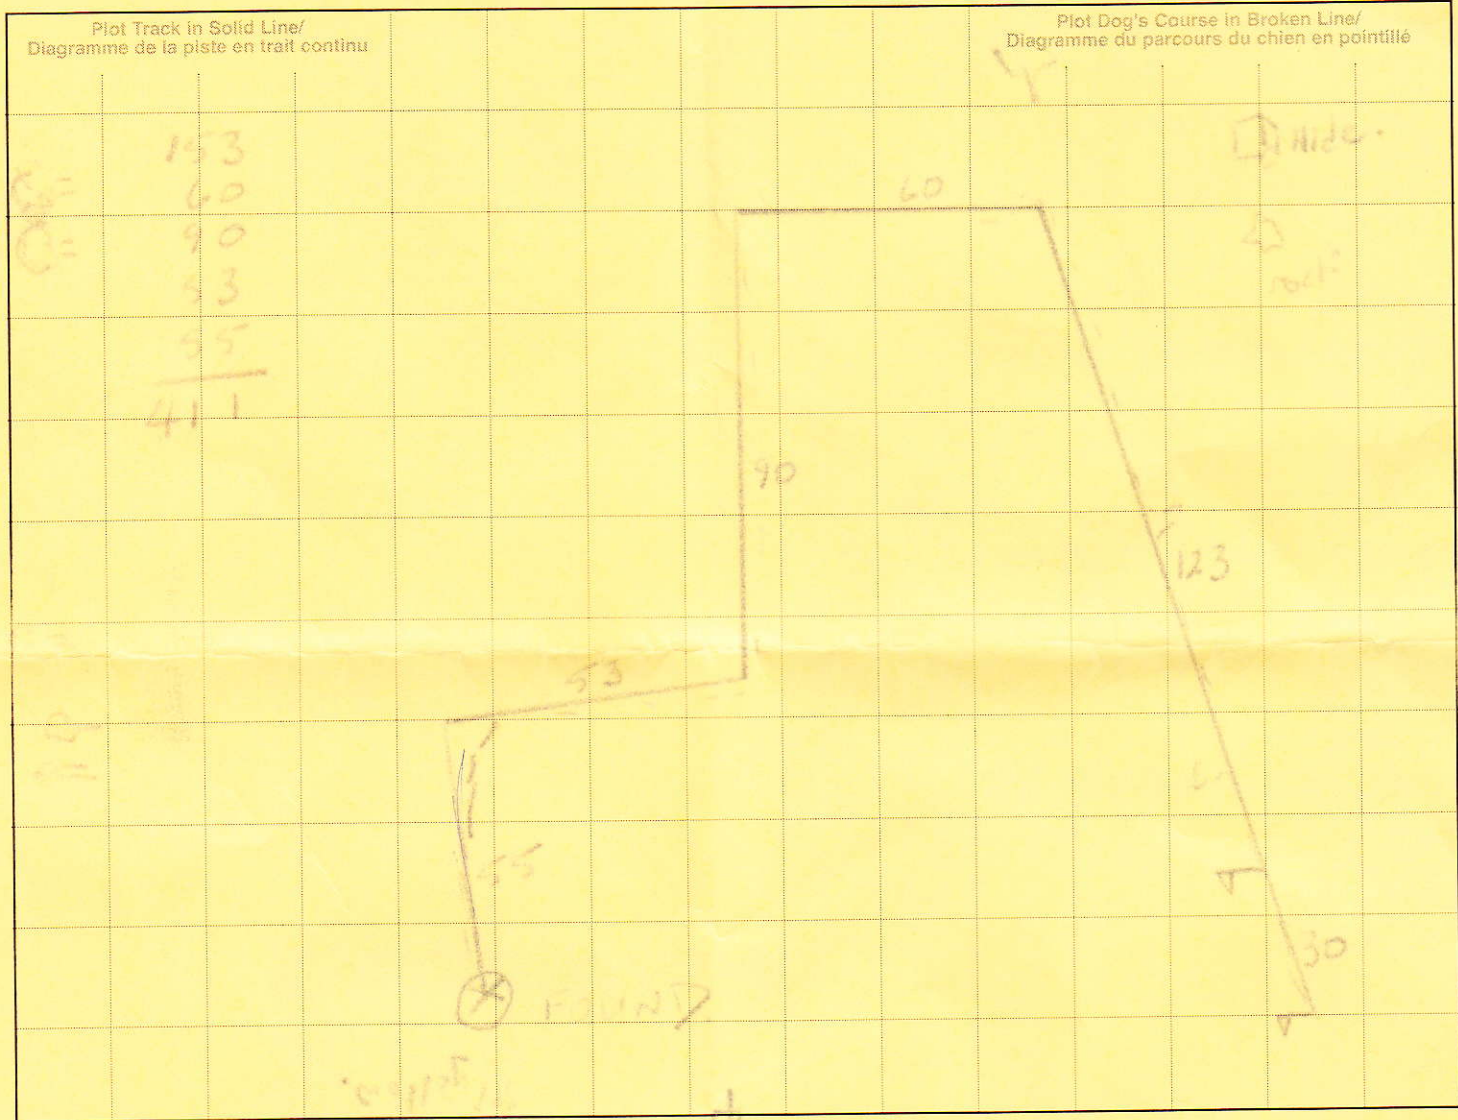 Plot Track in Solid Line/
Diagramme de la piste en trait continu
Plot Dog's Course in Broken Line/
Diagramme du parcours du chien en pointillé
153
60
90
53
55
411
60
90
123
53
55
30
FOUND